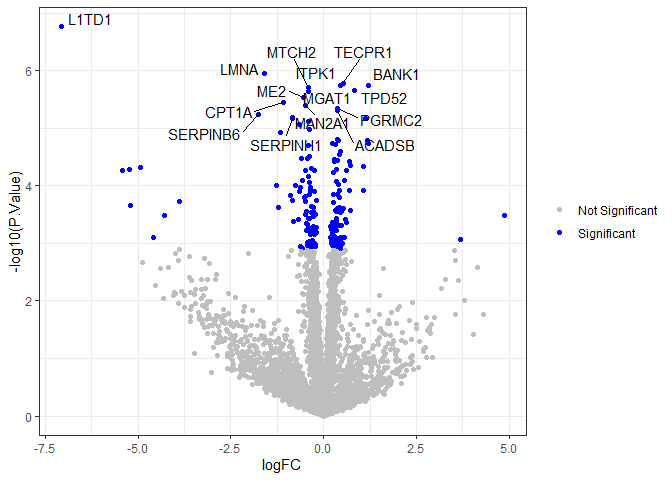 L1TD1
MTCH2
TECPR1
LMNA
ITPK1
BANK1
ME2
MGAT1
TPD52
CPT1A
MAN2A1
PGRMC2
SERPINB6
SERPINH1
ACADSB
-log10(P.Value)
6
4
2
0
-7.5
-5.0
-2.5
0.0
2.5
5.0
logFC
Not Significant
Significant